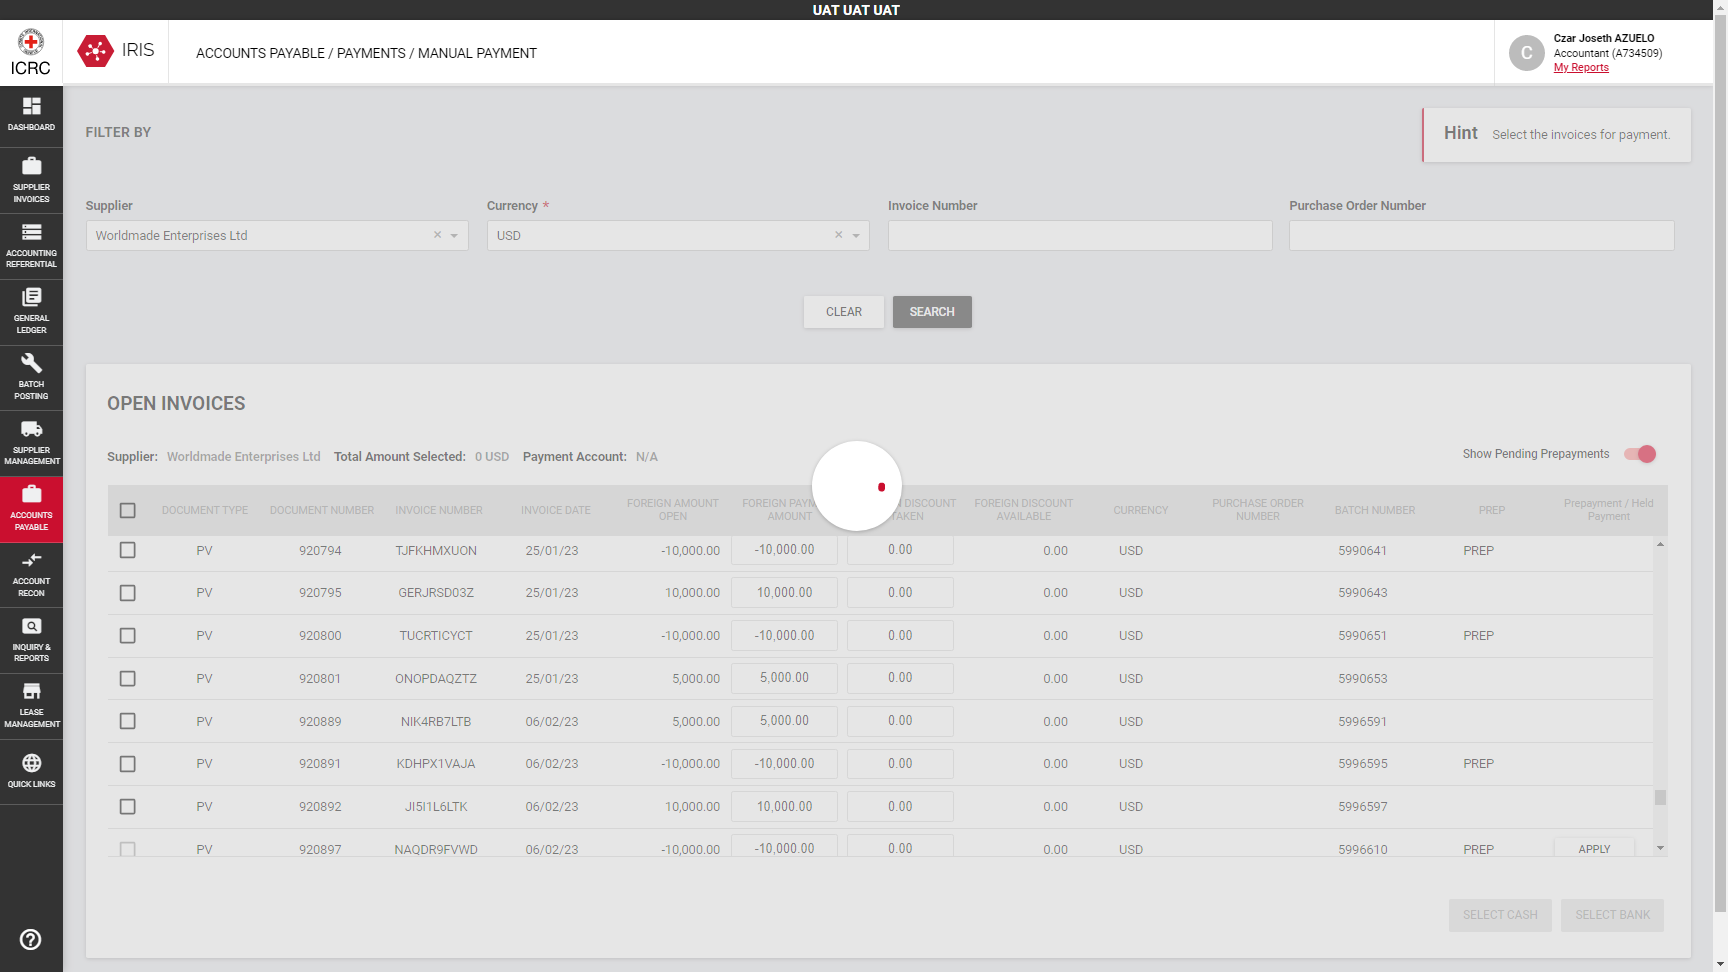 UAT UAT UAT
ICRC
IRIS
ACCOUNTS PAYABLE / PAYMENTS / MANUAL PAYMENT
C
Czar Joseth AZUELO
Accountant (A734509)
My Reports
DASHBOARD
SUPPLIER
INVOICES
ACCOUNTING
REFERENTIAL
GENERAL
LEDGER
BATCH
POSTING
SUPPLIER
MANAGEMENT
ACCOUNTS
PAYABLE
ACCOUNT
RECON
INQUIRY &
REPORTS
LEASE
MANAGEMENT
QUICK LINKS
FILTER BY
Hint Select the invoices for payment.
Supplier Currency * Invoice Number Purchase Order Number
Worldmade Enterprises Ltd × USD ×
CLEAR SEARCH
OPEN INVOICES
Supplier: Worldmade Enterprises Ltd Total Amount Selected: 0 USD Payment Account: N/A
Show Pending Prepayments
DOCUMENT TYPE DOCUMENT NUMBER INVOICE NUMBER INVOICE DATE FOREIGN AMOUNT OPEN FOREIGN AMOUNT DISCOUNT TAKEN FOREIGN DISCOUNT AVAILABLE CURRENCY PURCHASE ORDER NUMBER BATCH NUMBER PREP Prepayment / Held Payment
PV 920794 TJFKHMXUON 25/01/23 -10,000.00 -10,000.00 0.00 0.00 USD 5990641 PREP
PV 920795 GERJRSD03Z 25/01/23 10,000.00 10,000.00 0.00 0.00 USD 5990643
PV 920800 TUCRTICYCT 25/01/23 -10,000.00 -10,000.00 0.00 0.00 USD 5990651 PREP
PV 920801 ONOPDAQZTZ 25/01/23 5,000.00 5,000.00 0.00 0.00 USD 5990653
PV 920889 NIK4RB7LTB 06/02/23 5,000.00 5,000.00 0.00 0.00 USD 5996591
PV 920891 KDHPX1VAJA 06/02/23 -10,000.00 -10,000.00 0.00 0.00 USD 5996595 PREP
PV 920892 JI5I1L6LTK 06/02/23 10,000.00 10,000.00 0.00 0.00 USD 5996597
PV 920897 NAQDR9FVWD 06/02/23 -10,000.00 -10,000.00 0.00 0.00 USD 5996610 PREP APPLY
SELECT CASH SELECT BANK